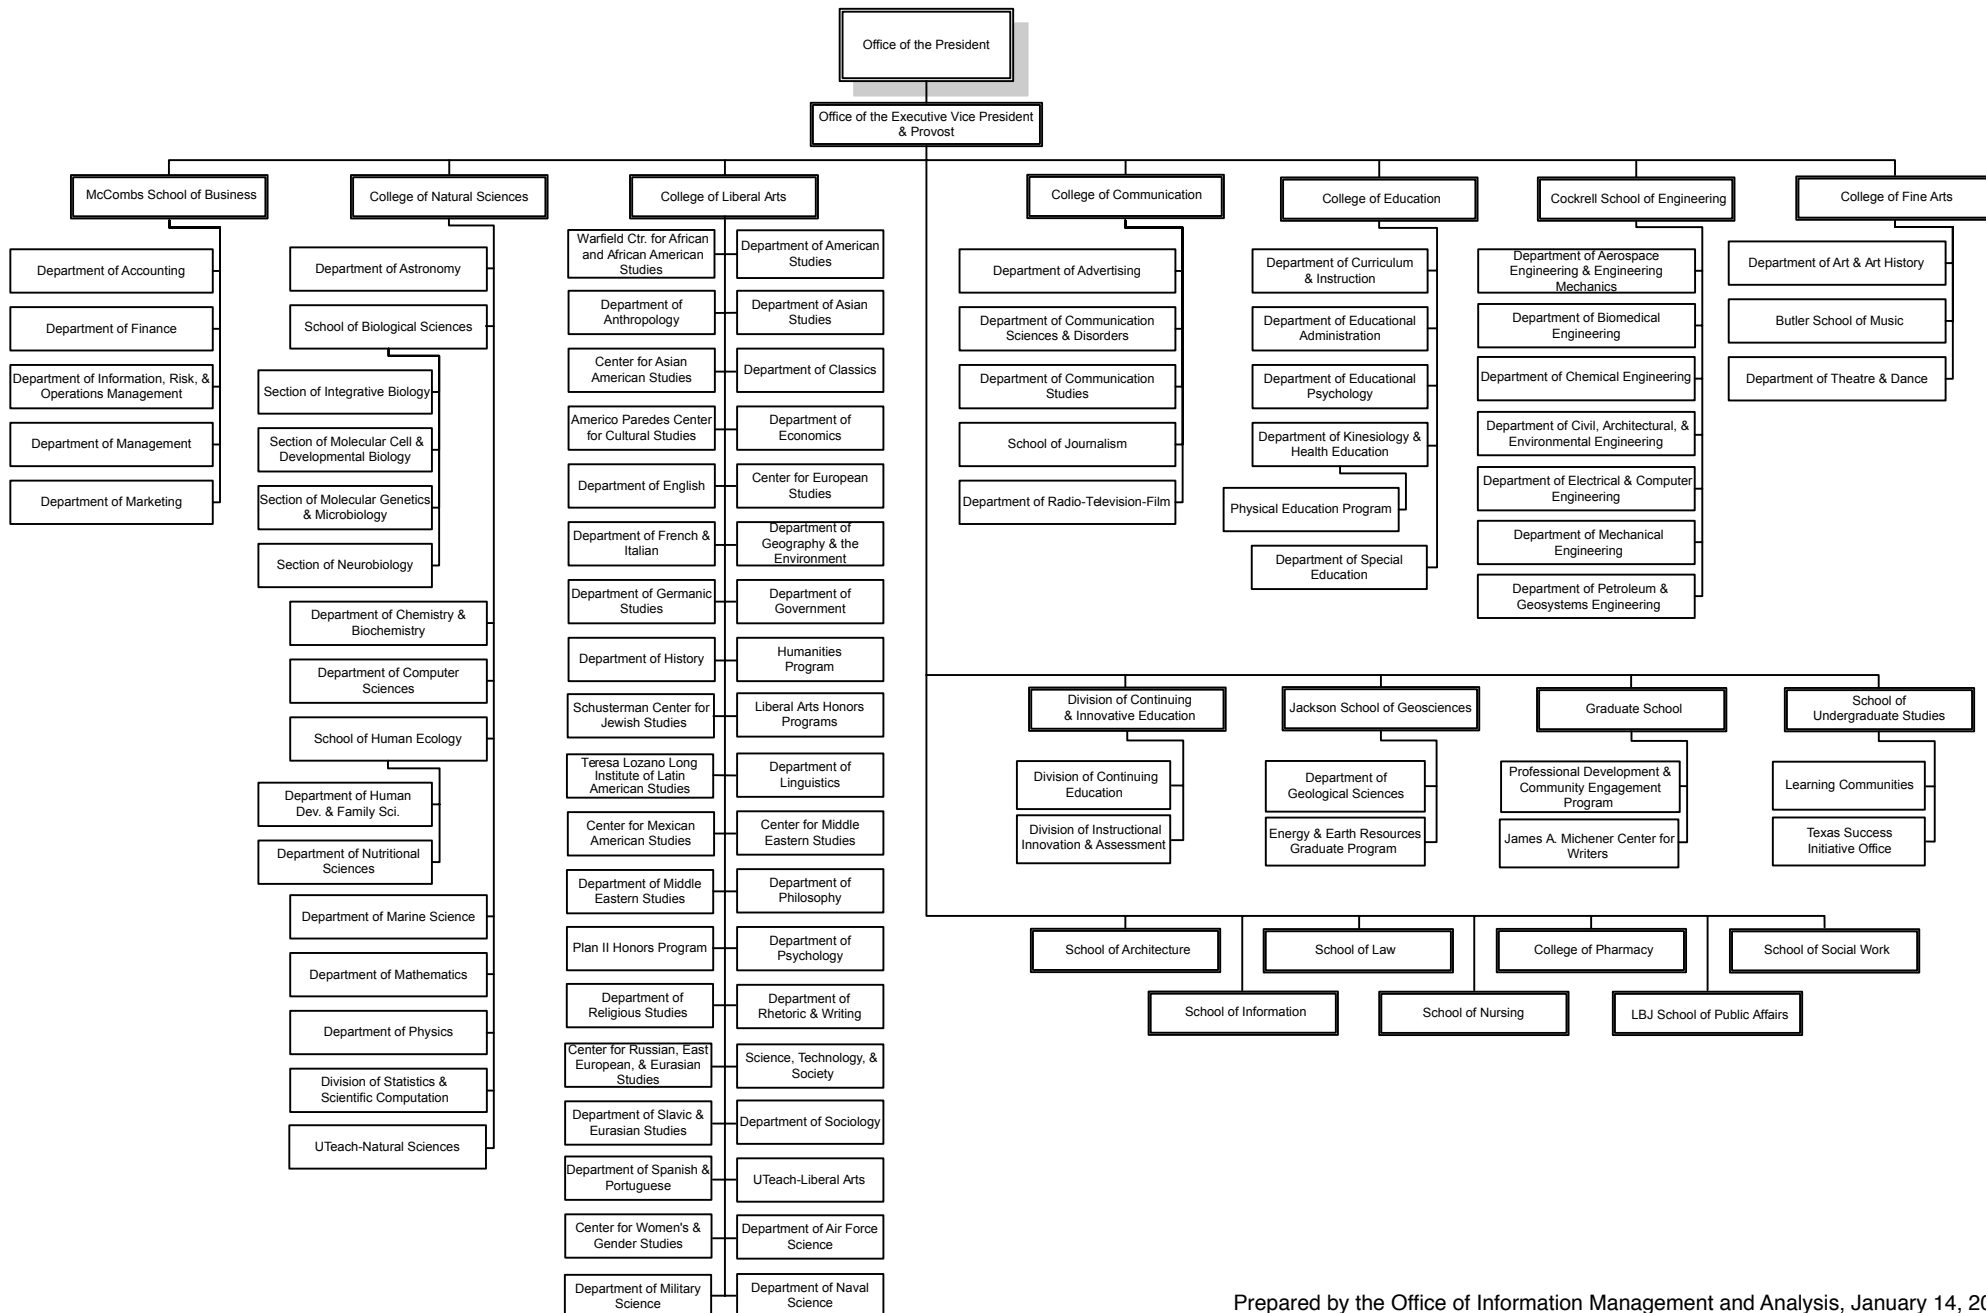 Office of the President
Office of the Executive Vice President
& Provost
McCombs School of Business
Department of Accounting
Department of Finance
Department of Information, Risk, &
Operations Management
Department of Management
Department of Marketing
College of Natural Sciences
Department of Astronomy
School of Biological Sciences
Section of Integrative Biology
Section of Molecular Cell &
Developmental Biology
Section of Molecular Genetics
& Microbiology
Section of Neurobiology
Department of Chemistry &
Biochemistry
Department of Computer
Sciences
School of Human Ecology
Department of Human
Dev. & Family Sci.
Department of Nutritional
Sciences
Department of Marine Science
Department of Mathematics
Department of Physics
Division of Statistics &
Scientific Computation
UTeach-Natural Sciences
College of Liberal Arts
Warfield Ctr. for African
and African American
Studies
Department of American
Studies
Department of
Anthropology
Department of Asian
Studies
Center for Asian
American Studies
Department of Classics
Americo Paredes Center
for Cultural Studies
Department of
Economics
Department of English
Center for European
Studies
Department of French &
Italian
Department of
Geography & the
Environment
Department of Germanic
Studies
Department of
Government
Department of History
Humanities
Program
Schusterman Center for
Jewish Studies
Liberal Arts Honors
Programs
Teresa Lozano Long
Institute of Latin
American Studies
Department of
Linguistics
Center for Mexican
American Studies
Center for Middle
Eastern Studies
Department of Middle
Eastern Studies
Department of
Philosophy
Plan II Honors Program
Department of
Psychology
Department of
Religious Studies
Department of
Rhetoric & Writing
Center for Russian, East
European, & Eurasian
Studies
Science, Technology, &
Society
Department of Slavic &
Eurasian Studies
Department of Sociology
Department of Spanish &
Portuguese
UTeach-Liberal Arts
Center for Women's &
Gender Studies
Department of Air Force
Science
Department of Military
Science
Department of Naval
Science
College of Communication
Department of Advertising
Department of Communication
Sciences & Disorders
Department of Communication
Studies
School of Journalism
Department of Radio-Television-Film
College of Education
Department of Curriculum
& Instruction
Department of Educational
Administration
Department of Educational
Psychology
Department of Kinesiology &
Health Education
Physical Education Program
Department of Special
Education
Cockrell School of Engineering
Department of Aerospace
Engineering & Engineering
Mechanics
Department of Biomedical
Engineering
Department of Chemical Engineering
Department of Civil, Architectural, &
Environmental Engineering
Department of Electrical & Computer
Engineering
Department of Mechanical
Engineering
Department of Petroleum &
Geosystems Engineering
College of Fine Arts
Department of Art & Art History
Butler School of Music
Department of Theatre & Dance
Division of Continuing
& Innovative Education
Division of Continuing
Education
Division of Instructional
Innovation & Assessment
Jackson School of Geosciences
Department of
Geological Sciences
Energy & Earth Resources
Graduate Program
Graduate School
Professional Development &
Community Engagement
Program
James A. Michener Center for
Writers
School of
Undergraduate Studies
Learning Communities
Texas Success
Initiative Office
School of Architecture
School of Law
College of Pharmacy
School of Social Work
School of Information
School of Nursing
LBJ School of Public Affairs
Prepared by the Office of Information Management and Analysis, January 14,